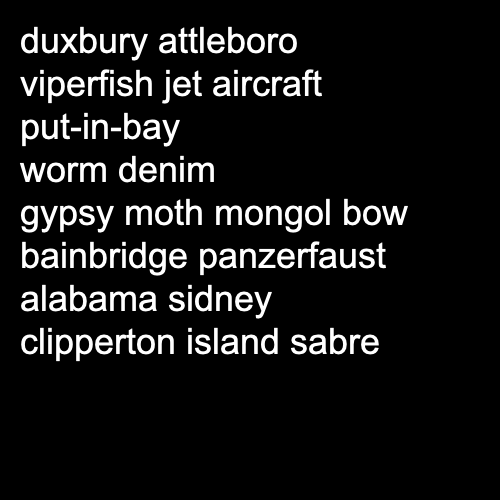 duxbury attleboro
viperfish jet aircraft
put-in-bay
worm denim
gypsy moth mongol bow
bainbridge panzerfaust
alabama sidney
clipperton island sabre